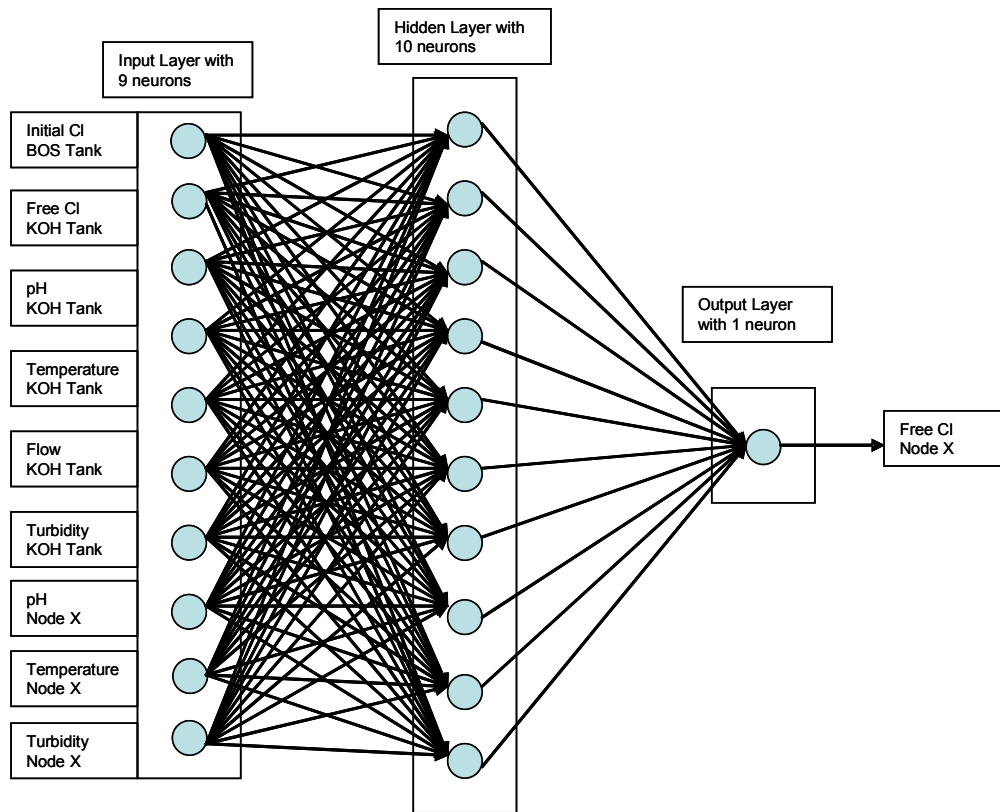 Hidden Layer with
10 neurons
Input Layer with
9 neurons
Initial Cl
BOS Tank
Free Cl
KOH Tank
pH
KOH Tank
Temperature
KOH Tank
Flow
KOH Tank
Turbidity
KOH Tank
pH
Node X
Temperature
Node X
Turbidity
Node X
Output Layer
with 1 neuron
Free Cl
Node X